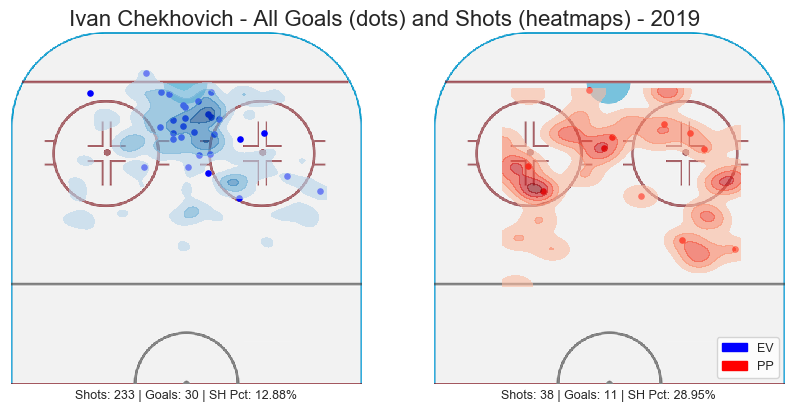 Ivan Chekhovich - All Goals (dots) and Shots (heatmaps) - 2019
EV
PP
Shots: 233 | Goals: 30 | SH Pct: 12.88%
Shots: 38 | Goals: 11 | SH Pct: 28.95%